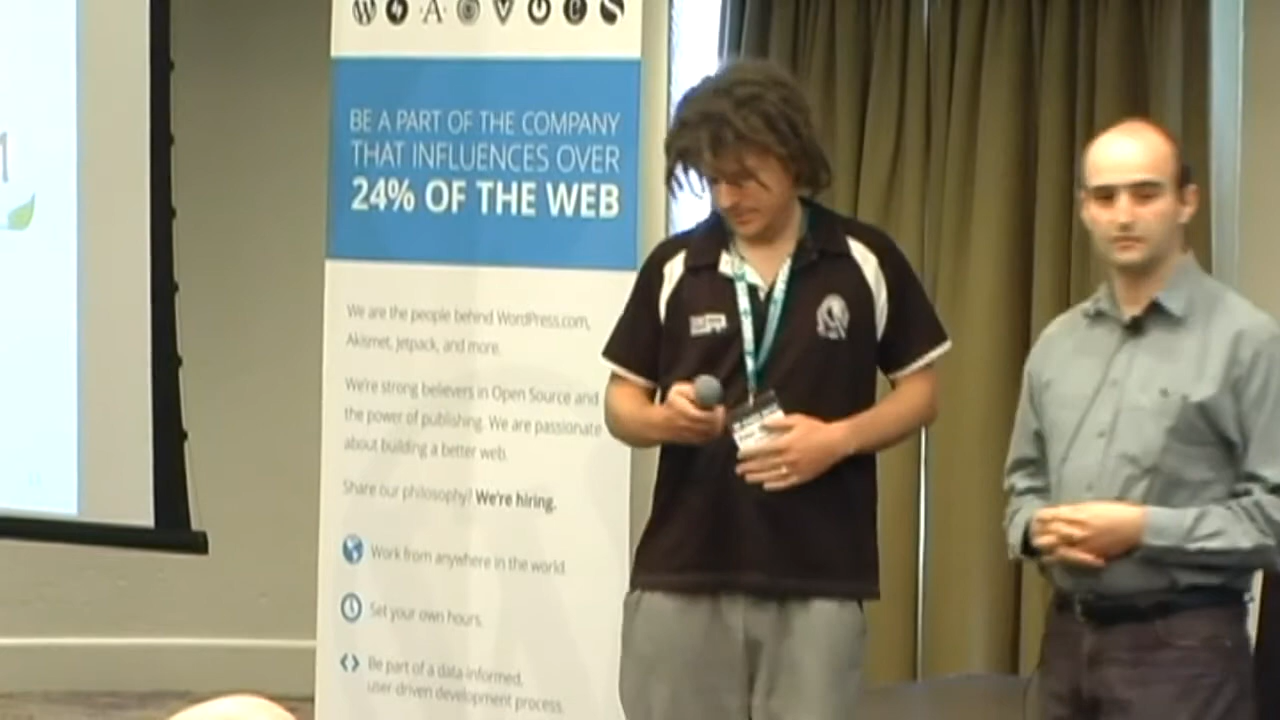 BE A PART OF THE COMPANY
THAT INFLUENCES OVER
24% OF THE WEB
We are the people behind WordPress.com,
Akismet, Jetpack, and more.
We're strong believers in Open Source and
the power of publishing. We are passionate
about building a better web.
Share our philosophy? We're hiring.
Work from anywhere in the world.
Set your own hours.
Be part of a data-informed,
user-driven development process.